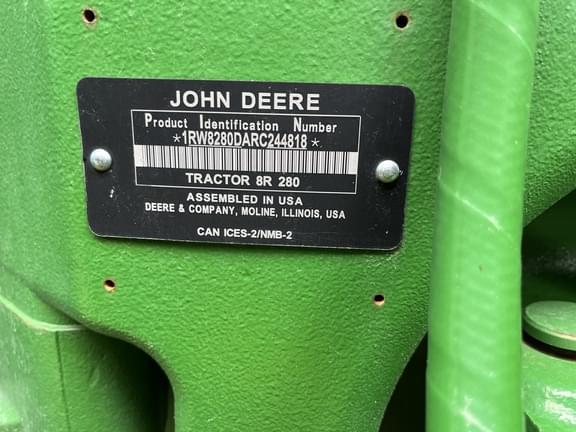 JOHN DEERE
Product Identification Number
*1RW8280DARC244818*
TRACTOR 8R 280
ASSEMBLED IN USA
DEERE & COMPANY, MOLINE, ILLINOIS, USA
CAN ICES-2/NMB-2